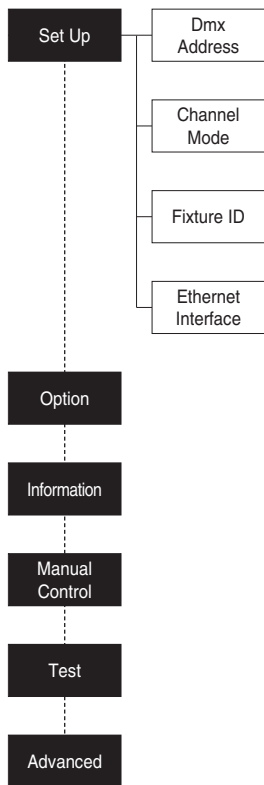 Set Up
Dmx
Address
Channel
Mode
Fixture ID
Ethernet
Interface
Option
Information
Manual
Control
Test
Advanced